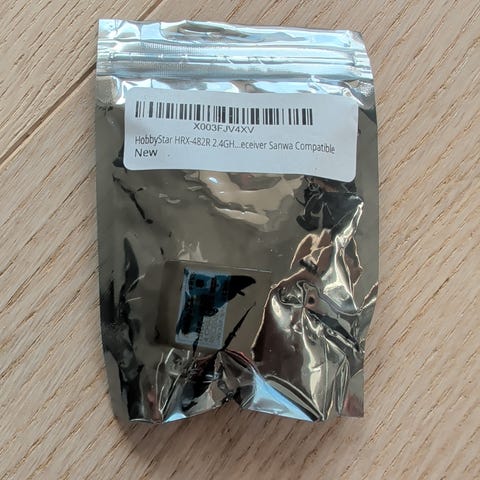 X003FJV4XV
HobbyStar HRX-482R 2.4GH...eceiver Sanwa Compatible
New